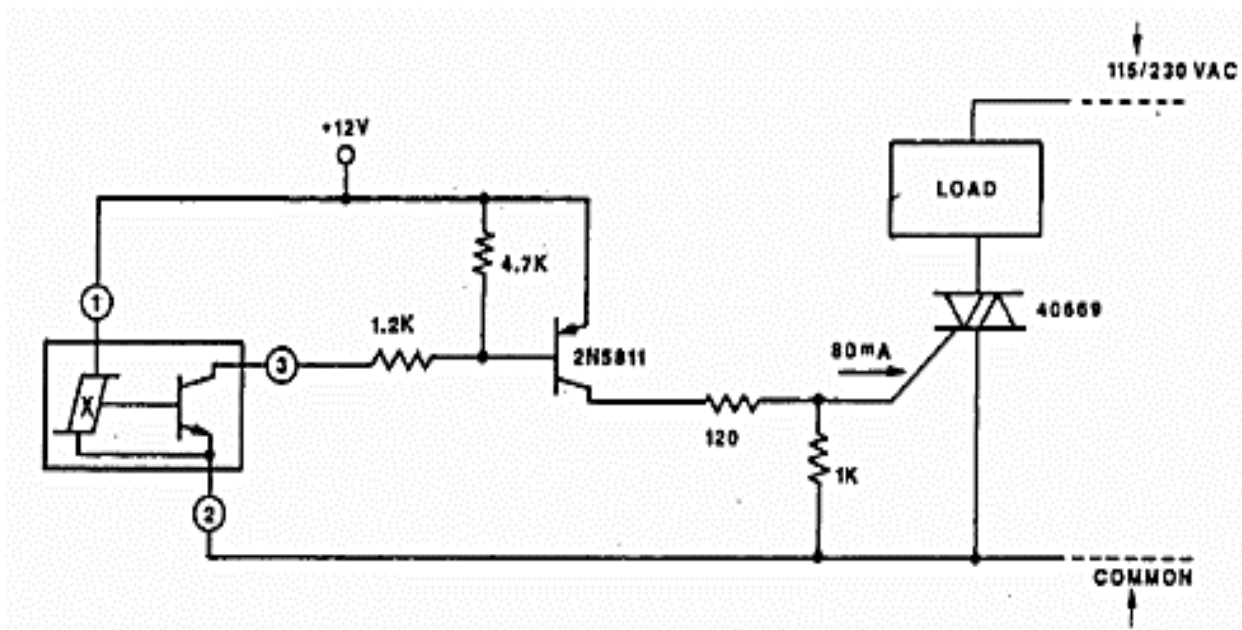 115/230 VAC
+12V
LOAD
4.7K
1
40669
1.2K
80mA
2N5811
3
X
120
1K
2
COMMON